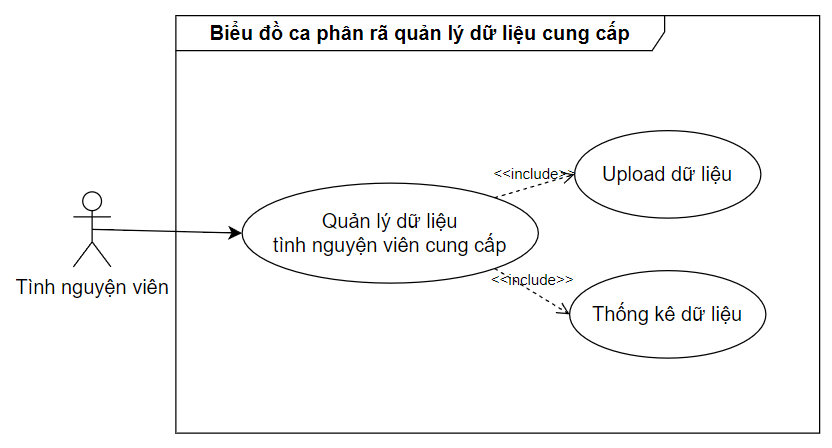 Biểu đồ ca phân rã quản lý dữ liệu cung cấp
<<include>>
Upload dữ liệu
Quản lý dữ liệu
tình nguyện viên cung cấp
Tình nguyện viên
<<include>>
Thống kê dữ liệu